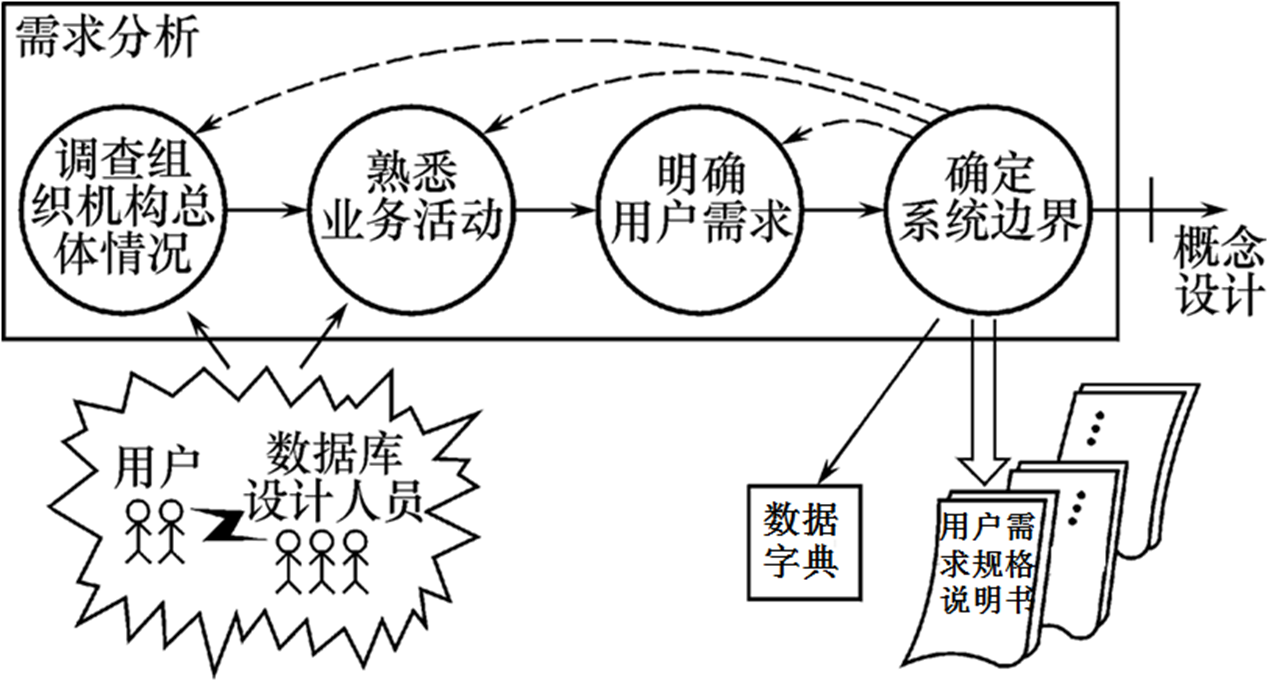 需求分析
调查组
织机构总
体情况
熟悉
业务活动
明确
用户需求
确定
系统边界
概念
设计
用户
数据库
设计人员
数据
字典
用户需
求规格
说明书